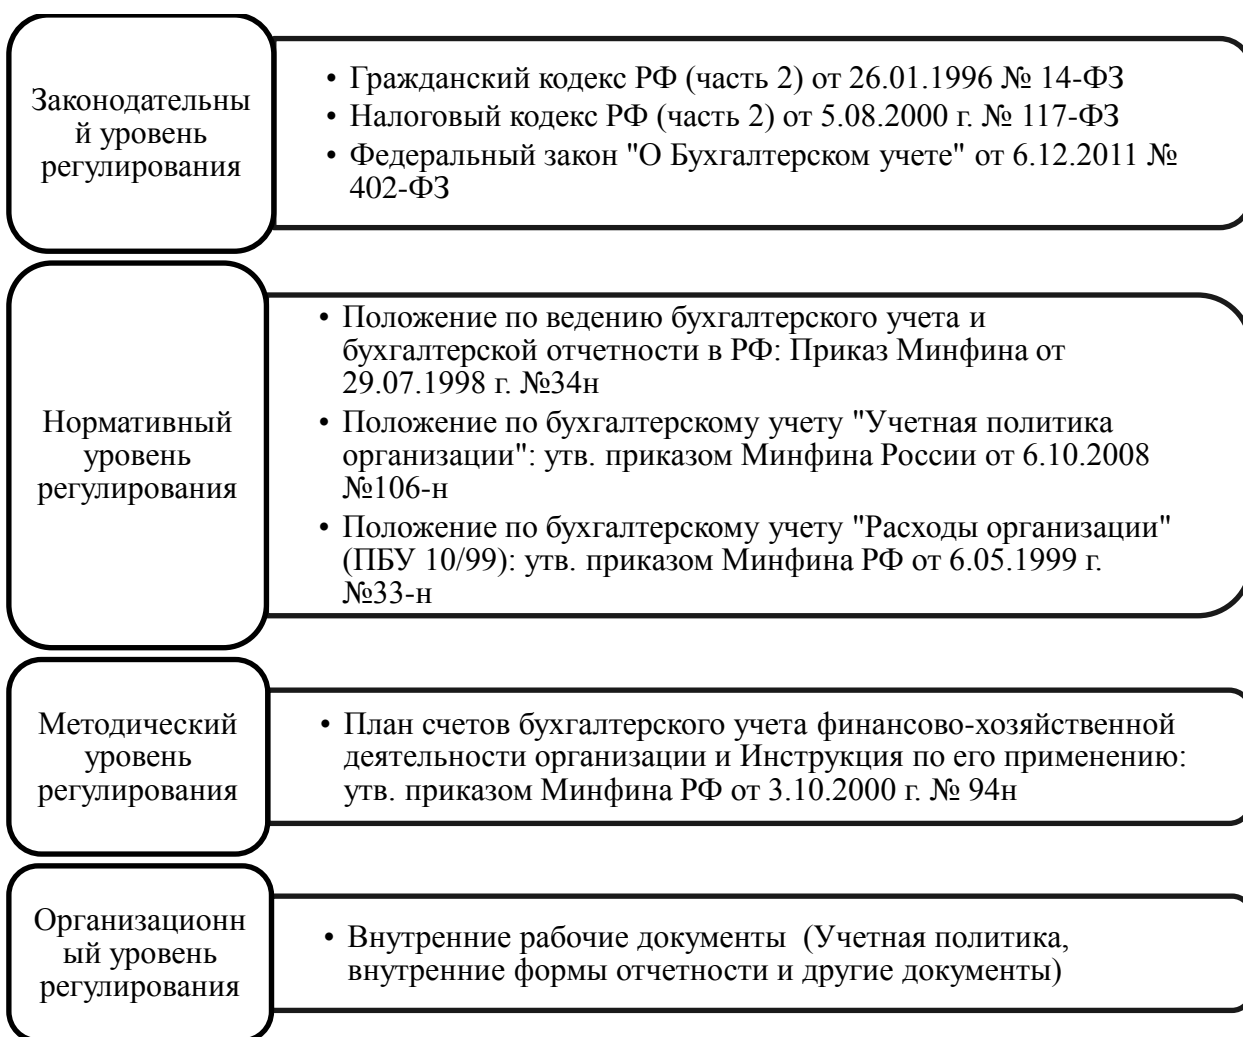 Законодательны
й уровень
регулирования
• Гражданский кодекс РФ (часть 2) от 26.01.1996 № 14-ФЗ
• Налоговый кодекс РФ (часть 2) от 5.08.2000 г. № 117-ФЗ
• Федеральный закон "О Бухгалтерском учете" от 6.12.2011 №
402-ФЗ
Нормативный
уровень
регулирования
• Положение по ведению бухгалтерского учета и
бухгалтерской отчетности в РФ: Приказ Минфина от
29.07.1998 г. №34н
• Положение по бухгалтерскому учету "Учетная политика
организации": утв. приказом Минфина России от 6.10.2008
№106-н
• Положение по бухгалтерскому учету "Расходы организации"
(ПБУ 10/99): утв. приказом Минфина РФ от 6.05.1999 г.
№33-н
Методический
уровень
регулирования
• План счетов бухгалтерского учета финансово-хозяйственной
деятельности организации и Инструкция по его применению:
утв. приказом Минфина РФ от 3.10.2000 г. № 94н
Организационн
ый уровень
регулирования
• Внутренние рабочие документы (Учетная политика,
внутренние формы отчетности и другие документы)